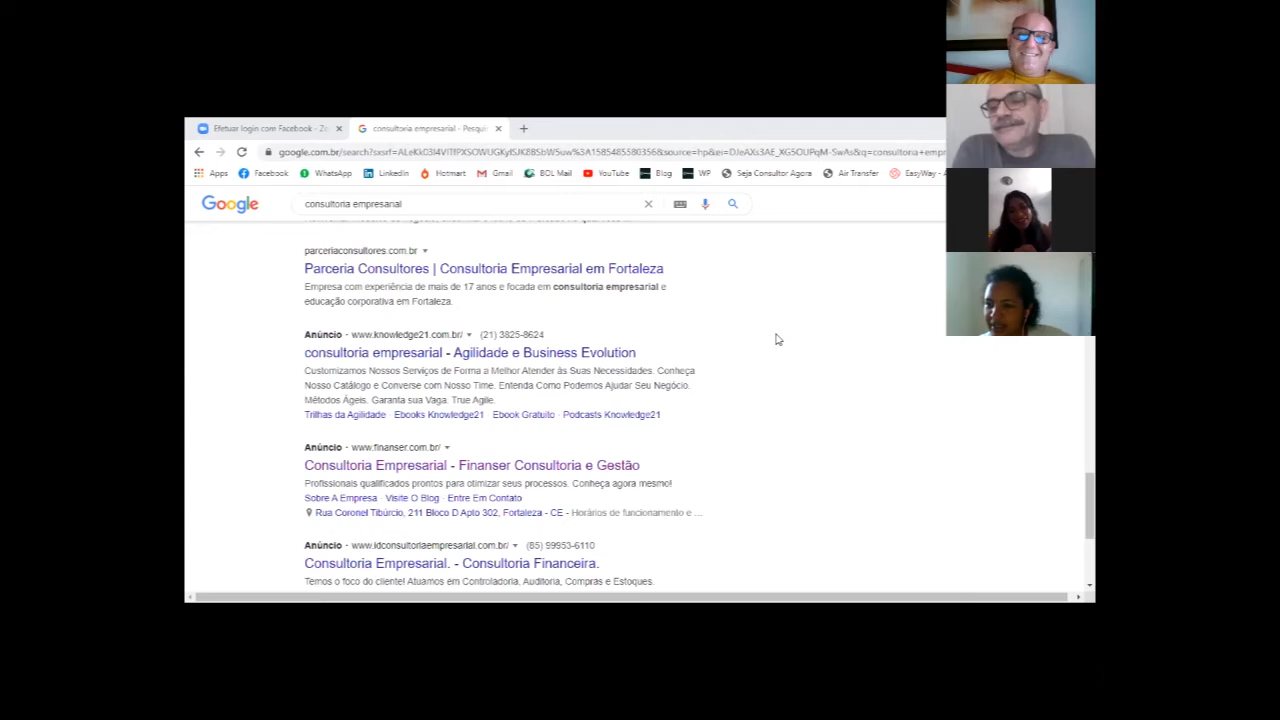 Efetuar login com Facebook - Zo
consultoria empresarial - Pesqui
Apps Facebook WhatsApp LinkedIn Hotmart Gmail BOL Mail YouTube Blog WP Seja Consultor Agora Air Transfer EasyWay - A
Google
consultoria empresarial
parceriaconsultores.com.br
Parceria Consultores | Consultoria Empresarial em Fortaleza
Empresa com experiência de mais de 17 anos e focada em consultoria empresarial e
educação corporativa em Fortaleza.
Anúncio - www.knowledge21.com.br/ (21) 3825-8624
consultoria empresarial - Agilidade e Business Evolution
Customizamos Nossos Serviços de Forma a Melhor Atender às Suas Necessidades. Conheça
Nosso Catálogo e Converse com Nosso Time. Entenda Como Podemos Ajudar Seu Negócio.
Métodos Ágeis. Garanta sua Vaga. True Agile.
Trilhas da Agilidade · Ebooks Knowledge21 · Ebook Gratuito · Podcasts Knowledge21
Anúncio - www.finanser.com.br/
Consultoria Empresarial - Finanser Consultoria e Gestão
Profissionais qualificados prontos para otimizar seus processos. Conheça agora mesmo!
Sobre A Empresa · Visite O Blog · Entre Em Contato
Rua Coronel Tibúrcio, 211 Bloco D Apto 302, Fortaleza - CE - Horários de funcionamento e ...
Anúncio - www.idconsultoriaempresarial.com.br/ (85) 99953-6110
Consultoria Empresarial. - Consultoria Financeira.
Temos o foco do cliente! Atuamos em Controladoria, Auditoria, Compras e Estoques.